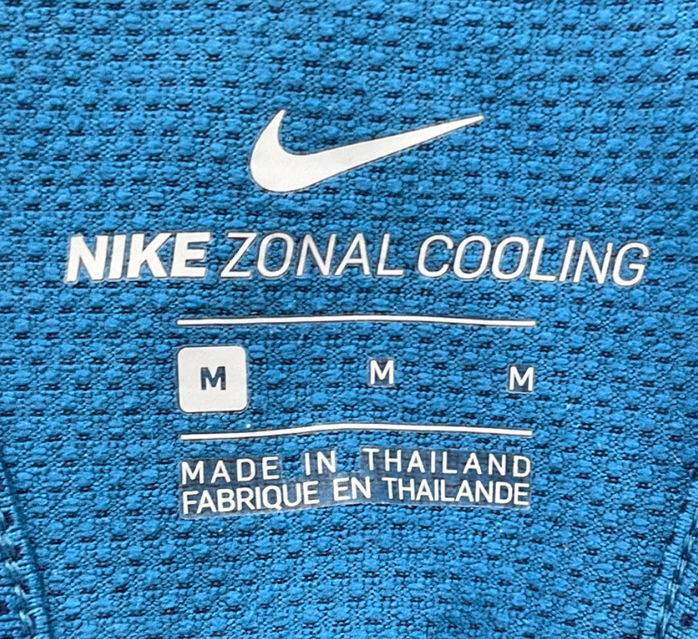 NIKE ZONAL COOLING
M M M
MADE IN THAILAND
FABRIQUE EN THAILANDE